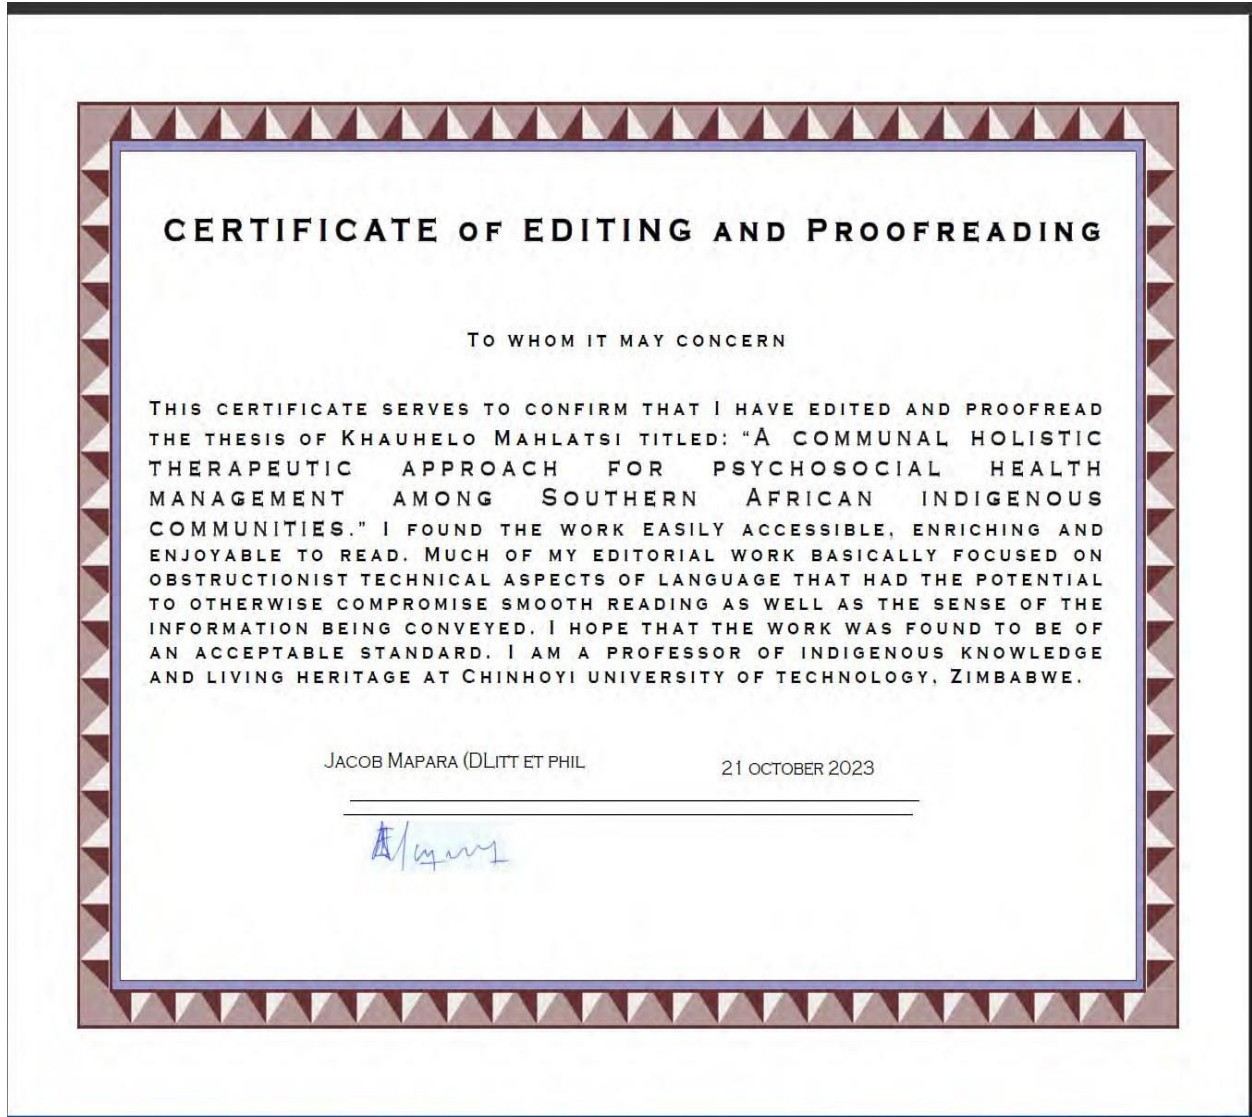 CERTIFICATE OF EDITING AND PROOFREADING
TO WHOM IT MAY CONCERN
THIS CERTIFICATE SERVES TO CONFIRM THAT I HAVE EDITED AND PROOFREAD
THE THESIS OF KHAUHELO MAHLATSI TITLED: “A COMMUNAL HOLISTIC
THERAPEUTIC APPROACH FOR PSYCHOSOCIAL HEALTH
MANAGEMENT AMONG SOUTHERN AFRICAN INDIGENOUS
COMMUNITIES.” I FOUND THE WORK EASILY ACCESSIBLE, ENRICHING AND
ENJOYABLE TO READ. MUCH OF MY EDITORIAL WORK BASICALLY FOCUSED ON
OBSTRUCTIONIST TECHNICAL ASPECTS OF LANGUAGE THAT HAD THE POTENTIAL
TO OTHERWISE COMPROMISE SMOOTH READING AS WELL AS THE SENSE OF THE
INFORMATION BEING CONVEYED. I HOPE THAT THE WORK WAS FOUND TO BE OF
AN ACCEPTABLE STANDARD. I AM A PROFESSOR OF INDIGENOUS KNOWLEDGE
AND LIVING HERITAGE AT CHINHOYI UNIVERSITY OF TECHNOLOGY, ZIMBABWE.
JACOB MAPARA (DLITT ET PHIL 21 OCTOBER 2023